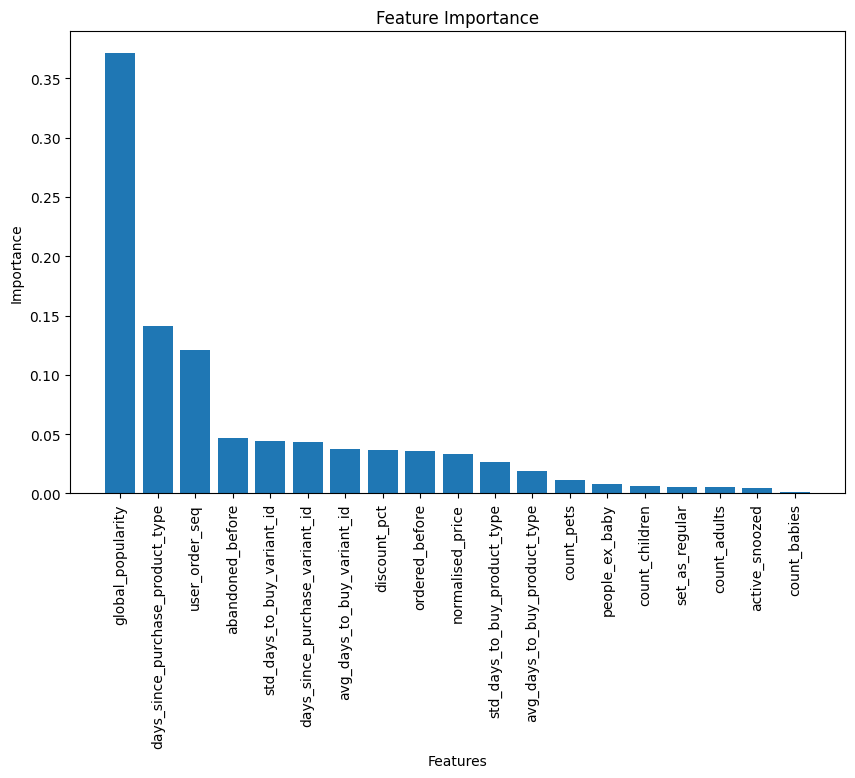 Feature Importance
Importance
0.35
0.30
0.25
0.20
0.15
0.10
0.05
0.00
global_popularity
days_since_purchase_product_type
user_order_seq
abandoned_before
std_days_to_buy_variant_id
days_since_purchase_variant_id
avg_days_to_buy_variant_id
discount_pct
ordered_before
normalised_price
std_days_to_buy_product_type
avg_days_to_buy_product_type
count_pets
people_ex_baby
count_children
set_as_regular
count_adults
active_snoozed
count_babies
Features